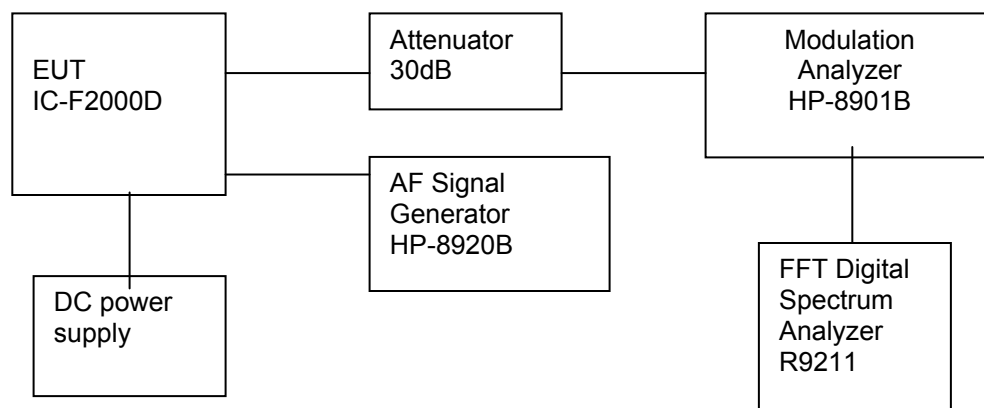 EUT
IC-F2000D
Attenuator
30dB
Modulation
Analyzer
HP-8901B
AF Signal
Generator
HP-8920B
DC power
supply
FFT Digital
Spectrum
Analyzer
R9211